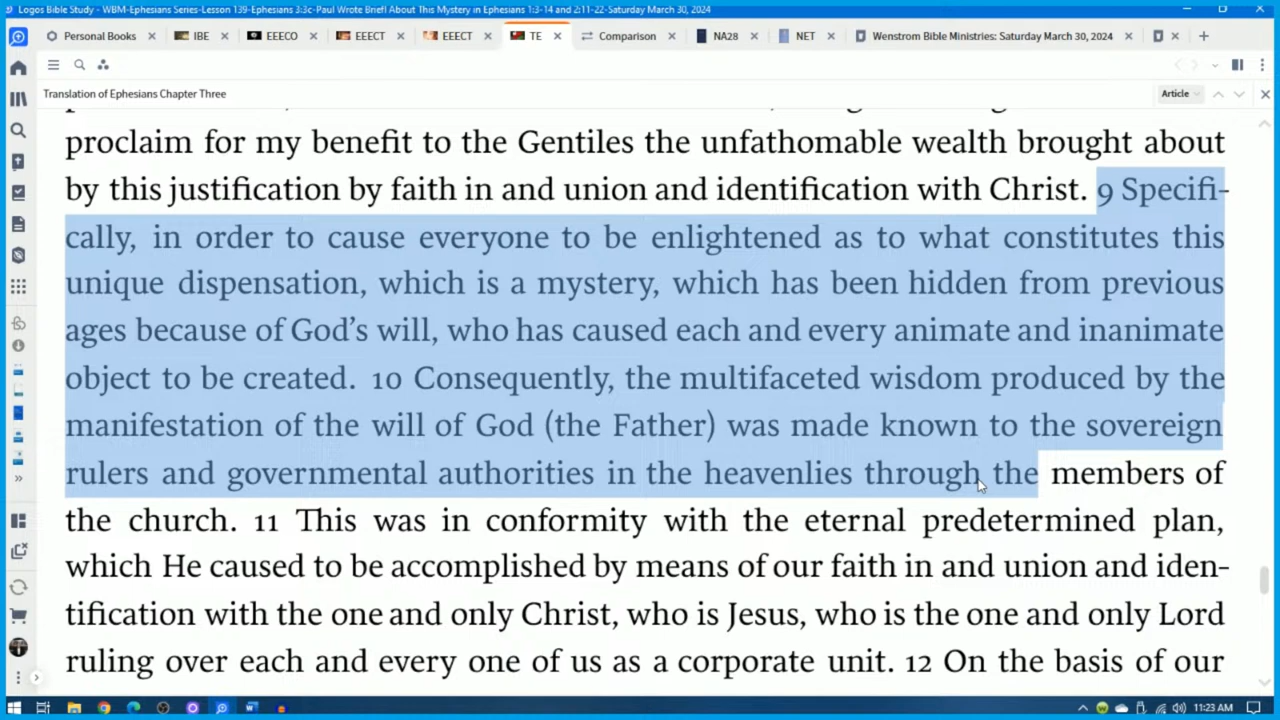 Logos Bible Study - WBM-Ephesians Series-Lesson 139-Ephesians 3:3c-Paul Wrote Brief! About This Mystery in Ephesians 1:3-14 and 2:11-22-Saturday March 30, 2024
Personal Books IBE EEECO EEECT EEECT TE Comparison NA28 NET Wenstrom Bible Ministries: Saturday March 30, 2024
Translation of Ephesians Chapter Three Article
proclaim for my benefit to the Gentiles the unfathomable wealth brought about
by this justification by faith in and union and identification with Christ. 9 Specifi-
cally, in order to cause everyone to be enlightened as to what constitutes this
unique dispensation, which is a mystery, which has been hidden from previous
ages because of God's will, who has caused each and every animate and inanimate
object to be created. 10 Consequently, the multifaceted wisdom produced by the
manifestation of the will of God (the Father) was made known to the sovereign
rulers and governmental authorities in the heavenlies through the members of
the church. 11 This was in conformity with the eternal predetermined plan,
which He caused to be accomplished by means of our faith in and union and iden-
tification with the one and only Christ, who is Jesus, who is the one and only Lord
ruling over each and every one of us as a corporate unit. 12 On the basis of our
11:23 AM